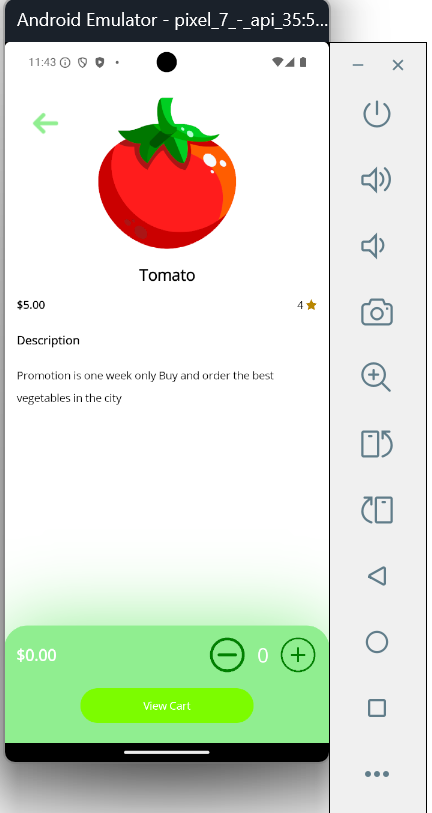 Android Emulator - pixel_7_-_api_35:5...
11:43
Tomato
$5.00
4
Description
Promotion is one week only Buy and order the best
vegetables in the city
$0.00
0
View Cart